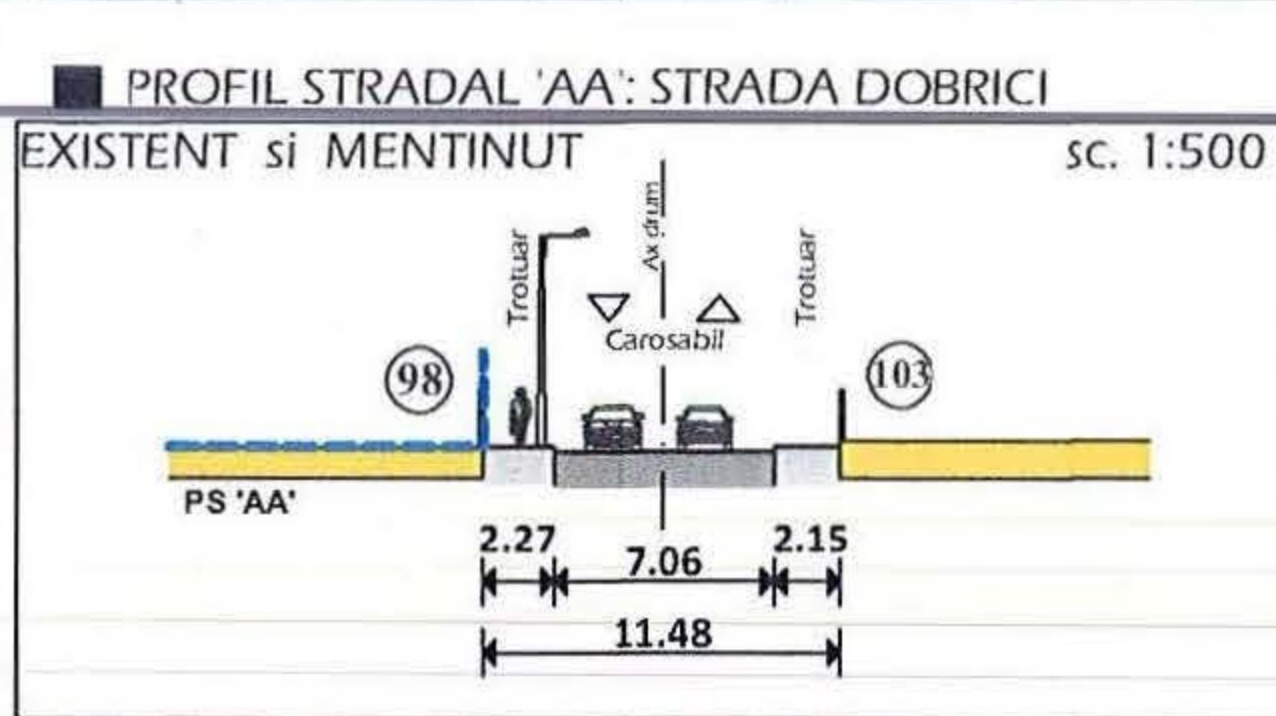 PROFIL STRADAL 'AA': STRADA DOBRICI
EXISTENT si MENTINUT
sc. 1:500
Trotuar
Ax drum
Trotuar
Carosabil
98
103
PS 'AA'
2.27
7.06
2.15
11.48